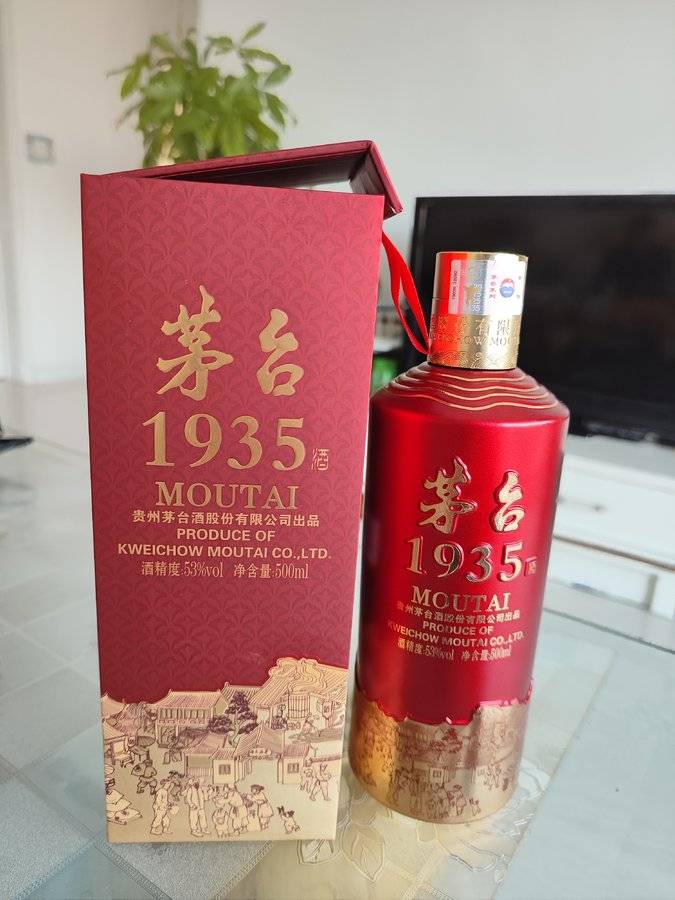 茅台
1935酒
MOUTAI
贵州茅台酒股份有限公司出品
PRODUCE OF
KWEICHOW MOUTAI CO.,LTD.
酒精度:53%vol 净含量:500ml
有限
茅台
1935酒
MOUTAI
贵州茅台酒股份有限公司出品
PRODUCE OF
KWEICHOW MOUTAI CO.,LTD.
酒精度:53%vol 净含量:500ml